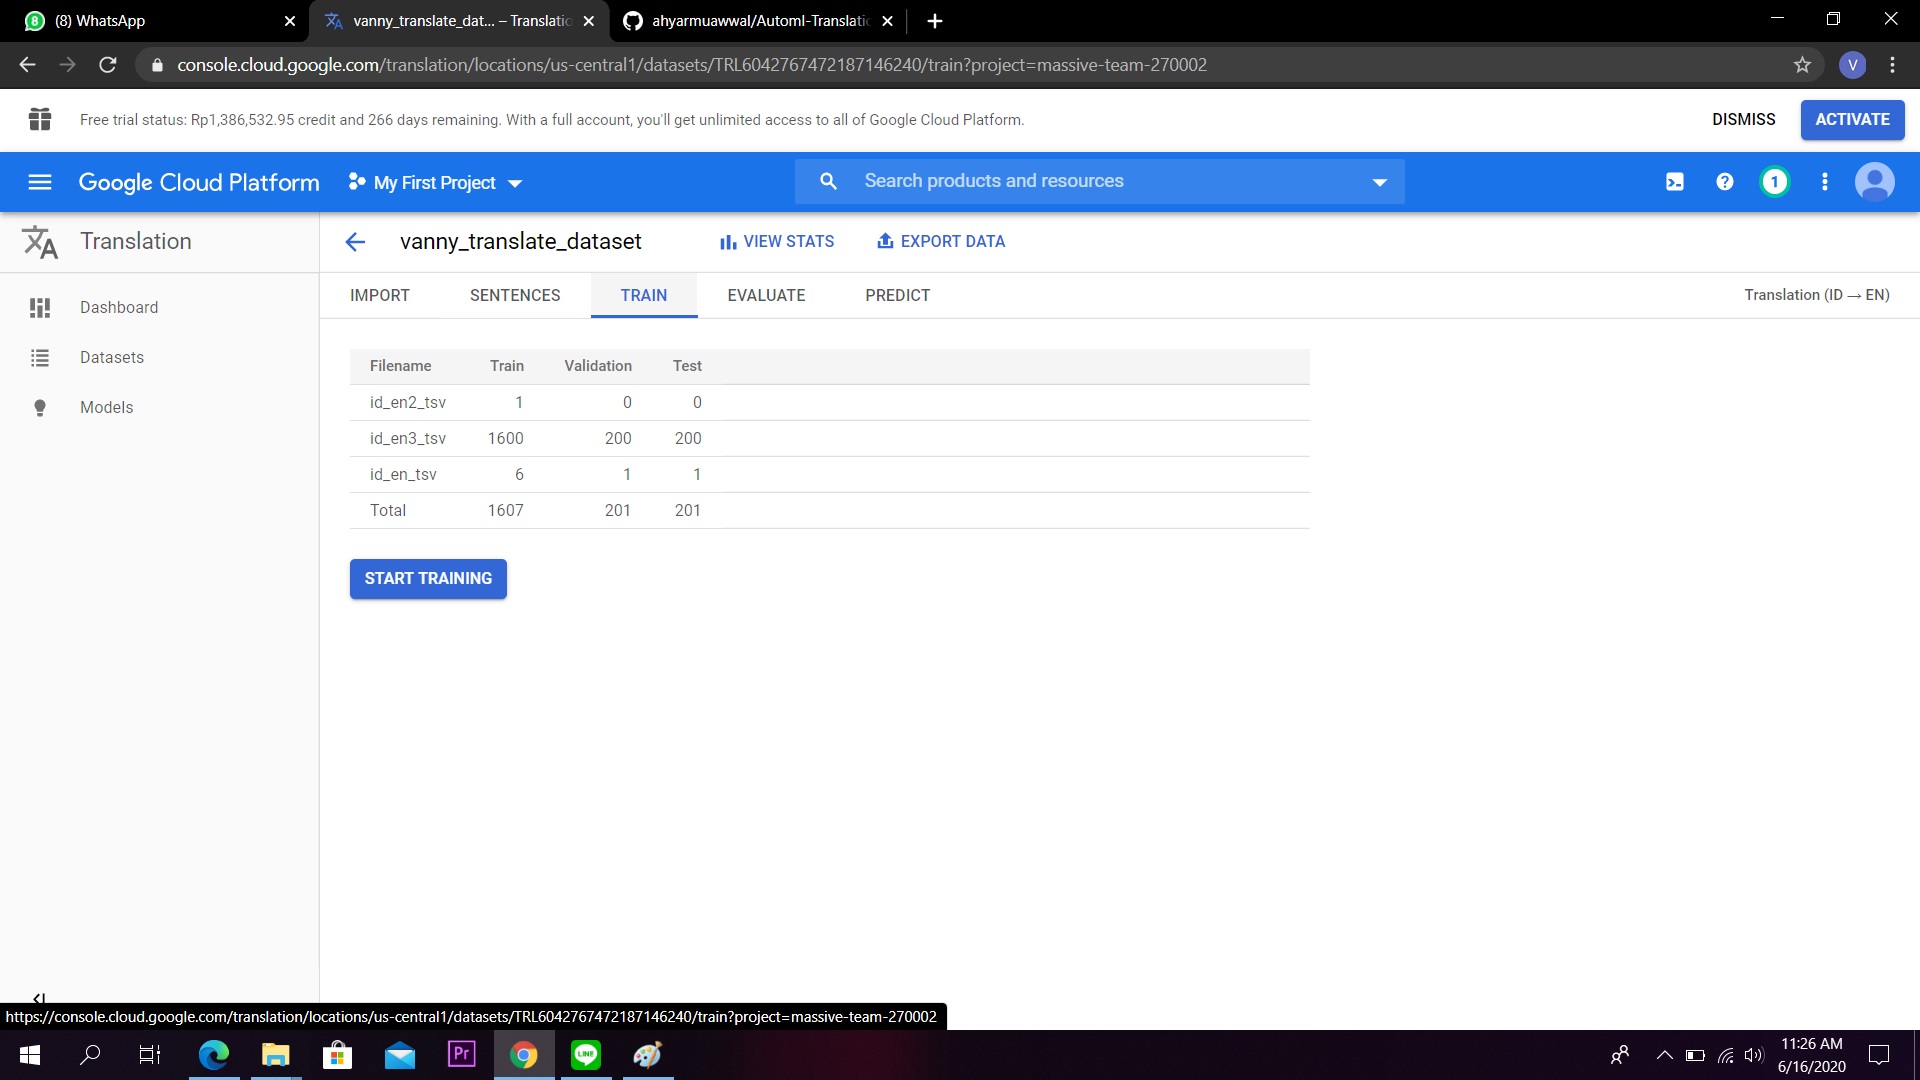 (8) WhatsApp
vanny_translate_dat... – Translatio
ahyarmuawwal/Automl-Translatio
console.cloud.google.com/translation/locations/us-central1/datasets/TRL6042767472187146240/train?project=massive-team-270002
V
Free trial status: Rp1,386,532.95 credit and 266 days remaining. With a full account, you'll get unlimited access to all of Google Cloud Platform.
DISMISS
ACTIVATE
Google Cloud Platform
My First Project
Search products and resources
1
Translation
vanny_translate_dataset
VIEW STATS
EXPORT DATA
IMPORT SENTENCES TRAIN EVALUATE PREDICT
Translation (ID → EN)
Dashboard
Datasets
Models
Filename Train Validation Test
id_en2_tsv 1 0 0
id_en3_tsv 1600 200 200
id_en_tsv 6 1 1
Total 1607 201 201
START TRAINING
https://console.cloud.google.com/translation/locations/us-central1/datasets/TRL6042767472187146240/train?project=massive-team-270002
Pr
LINE
11:26 AM
6/16/2020